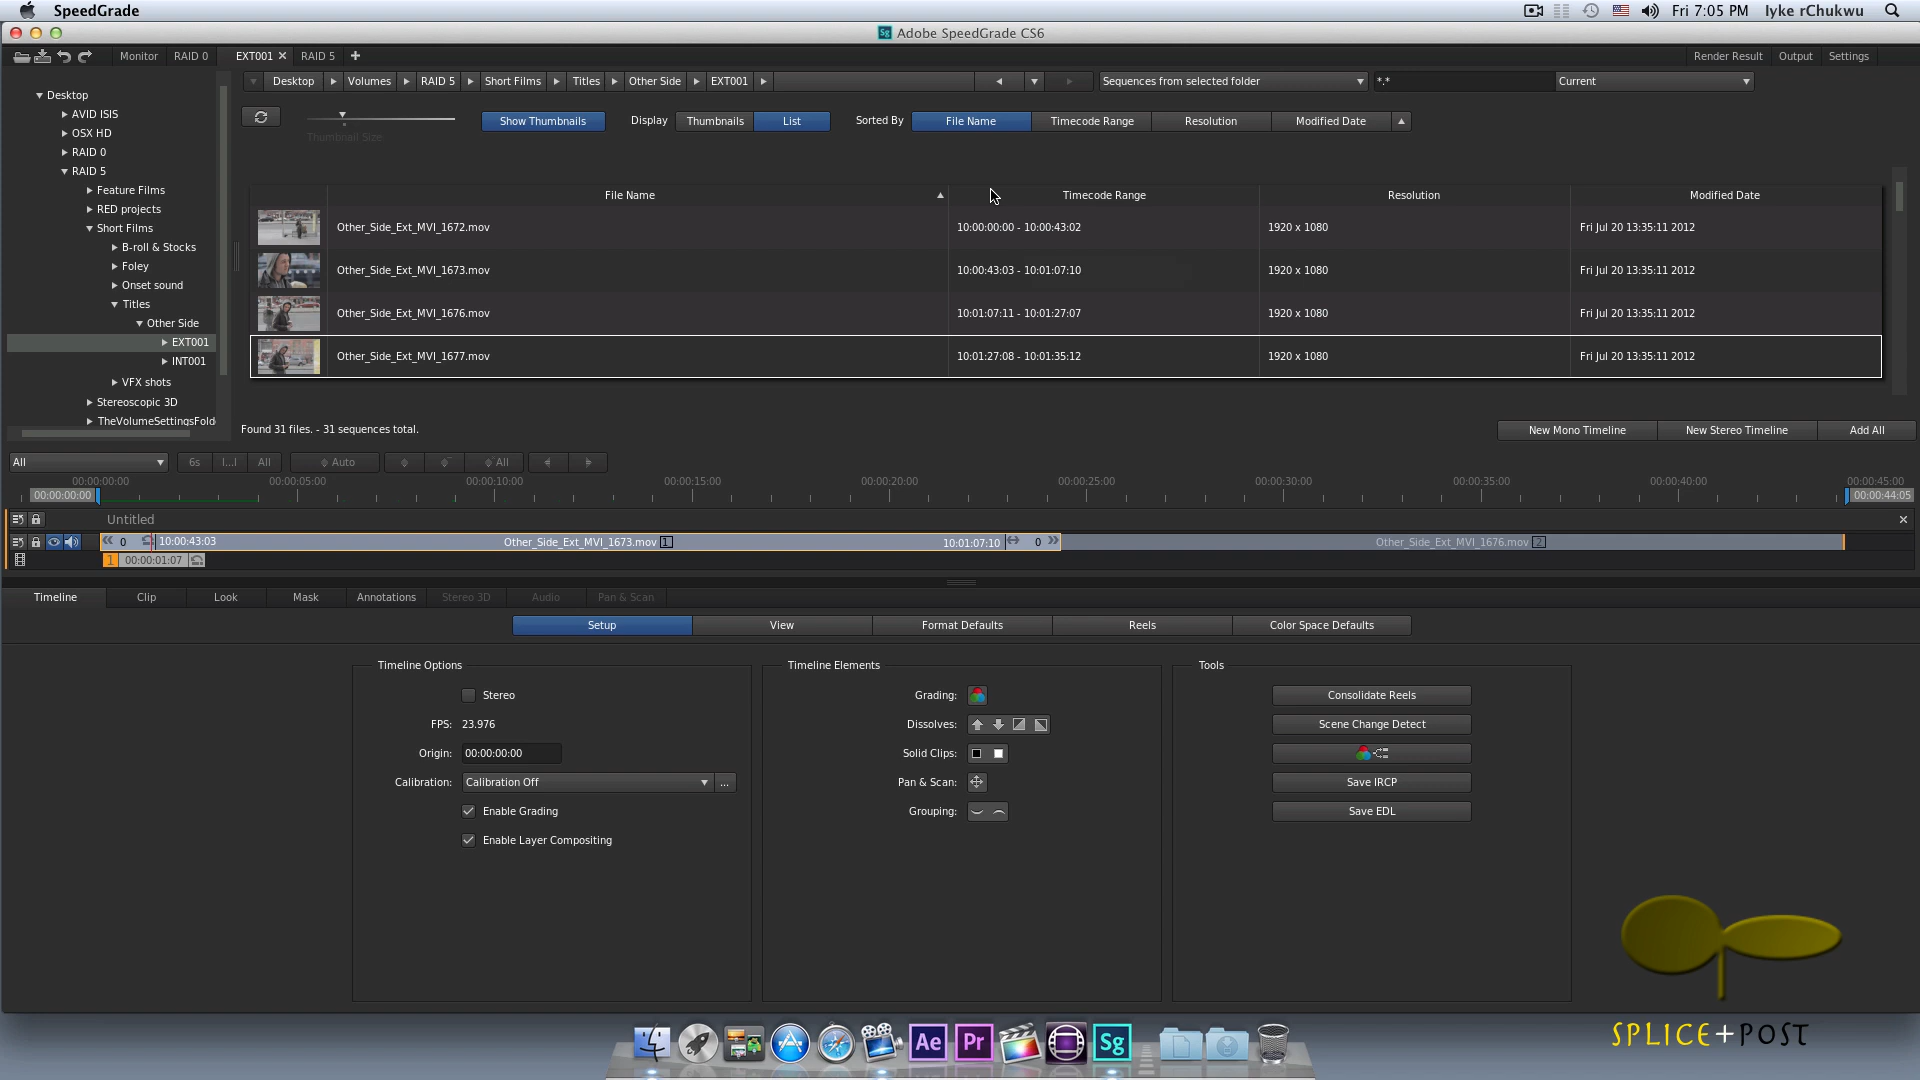 SpeedGrade Fri 7:05 PM Iyke rChukwu
Sg Adobe SpeedGrade CS6
Monitor RAID 0 EXT001 RAID 5 + Render Result Output Settings
Desktop Volumes RAID 5 Short Films Titles Other Side EXT001 Sequences from selected folder *.* Current
Desktop
AVID ISIS
OSX HD
RAID 0
RAID 5
Feature Films
RED projects
Short Films
B-roll & Stocks
Foley
Onset sound
Titles
Other Side
EXT001
INT001
VFX shots
Stereoscopic 3D
TheVolumeSettingsFold
Thumbnail Size Show Thumbnails Display Thumbnails List Sorted By File Name Timecode Range Resolution Modified Date
File Name Timecode Range Resolution Modified Date
Other_Side_Ext_MVI_1672.mov 10:00:00:00 - 10:00:43:02 1920 x 1080 Fri Jul 20 13:35:11 2012
Other_Side_Ext_MVI_1673.mov 10:00:43:03 - 10:01:07:10 1920 x 1080 Fri Jul 20 13:35:11 2012
Other_Side_Ext_MVI_1676.mov 10:01:07:11 - 10:01:27:07 1920 x 1080 Fri Jul 20 13:35:11 2012
Other_Side_Ext_MVI_1677.mov 10:01:27:08 - 10:01:35:12 1920 x 1080 Fri Jul 20 13:35:11 2012
Found 31 files. - 31 sequences total. New Mono Timeline New Stereo Timeline Add All
All 6s I...I All Auto All
00:00:00:00 00:00:05:00 00:00:10:00 00:00:15:00 00:00:20:00 00:00:25:00 00:00:30:00 00:00:35:00 00:00:40:00 00:00:45:00
00:00:00:00 00:00:44:05
Untitled
0 10:00:43:03 Other_Side_Ext_MVI_1673.mov 1 10:01:07:10 0 Other_Side_Ext_MVI_1676.mov 2
1 00:00:01:07
Timeline Clip Look Mask Annotations Stereo 3D Audio Pan & Scan
Setup View Format Defaults Reels Color Space Defaults
Timeline Options
Stereo
FPS: 23.976
Origin: 00:00:00:00
Calibration: Calibration Off ...
Enable Grading
Enable Layer Compositing
Timeline Elements
Grading:
Dissolves:
Solid Clips:
Pan & Scan:
Grouping:
Tools
Consolidate Reels
Scene Change Detect
Save IRCP
Save EDL
Ae Pr Sg
SPLICE+POST